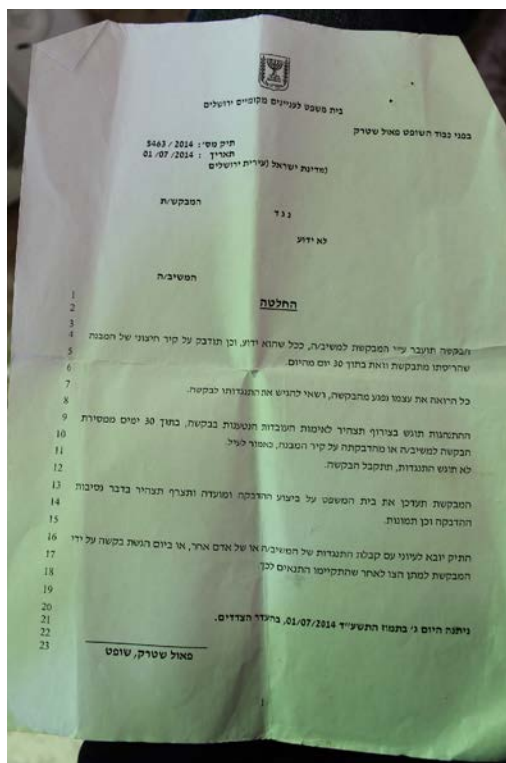 בית משפט לעניינים מקומיים ירושלים
בפני כבוד השופט פאול שטרק
תיק מס': 5463 / 2014
תאריך : 01 /07 /2014
מדינת ישראל (עירית ירושלים
המבקש/ת
נגד
לא ידוע
המשיב/ה
1
2 החלטה
3
4 הבקשה תועבר ע"י המבקשת למשיב/ה, ככל שהוא ידוע, וכן תודבק על קיר חיצוני של המבנה
5 שהריסתו מתבקשת וזאת בתוך 30 יום מהיום.
6
7 כל הרואה את עצמו נפגע מהבקשה, רשאי להגיש את התנגדותו לבקשה.
8
9 ההתנגדות תוגש בצירוף תצהיר לאימות העובדות הנטענות בבקשה, בתוך 30 ימים ממסירת
10 הבקשה למשיב/ה או מהדבקתה על קיר המבנה, כאמור לעיל.
11 לא תוגש התנגדות, תתקבל הבקשה.
12
13 המבקשת תעדכן את בית המשפט על ביצוע ההדבקה ומועדה ותצרף תצהיר בדבר נסיבות
14 ההדבקה וכן תמונות.
15
16 התיק יובא לעיוני עם קבלת התנגדות של המשיב/ה או של אדם אחר, או ביום הגשת בקשה על ידי
17 המבקשת למתן הצו לאחר שהתקיימו התנאים לכך
18
19
20
21 ניתנה היום ג' בתמוז התשע"ד 01/07/2014, בהעדר הצדדים.
22
23
פאול שטרק, שופט
1